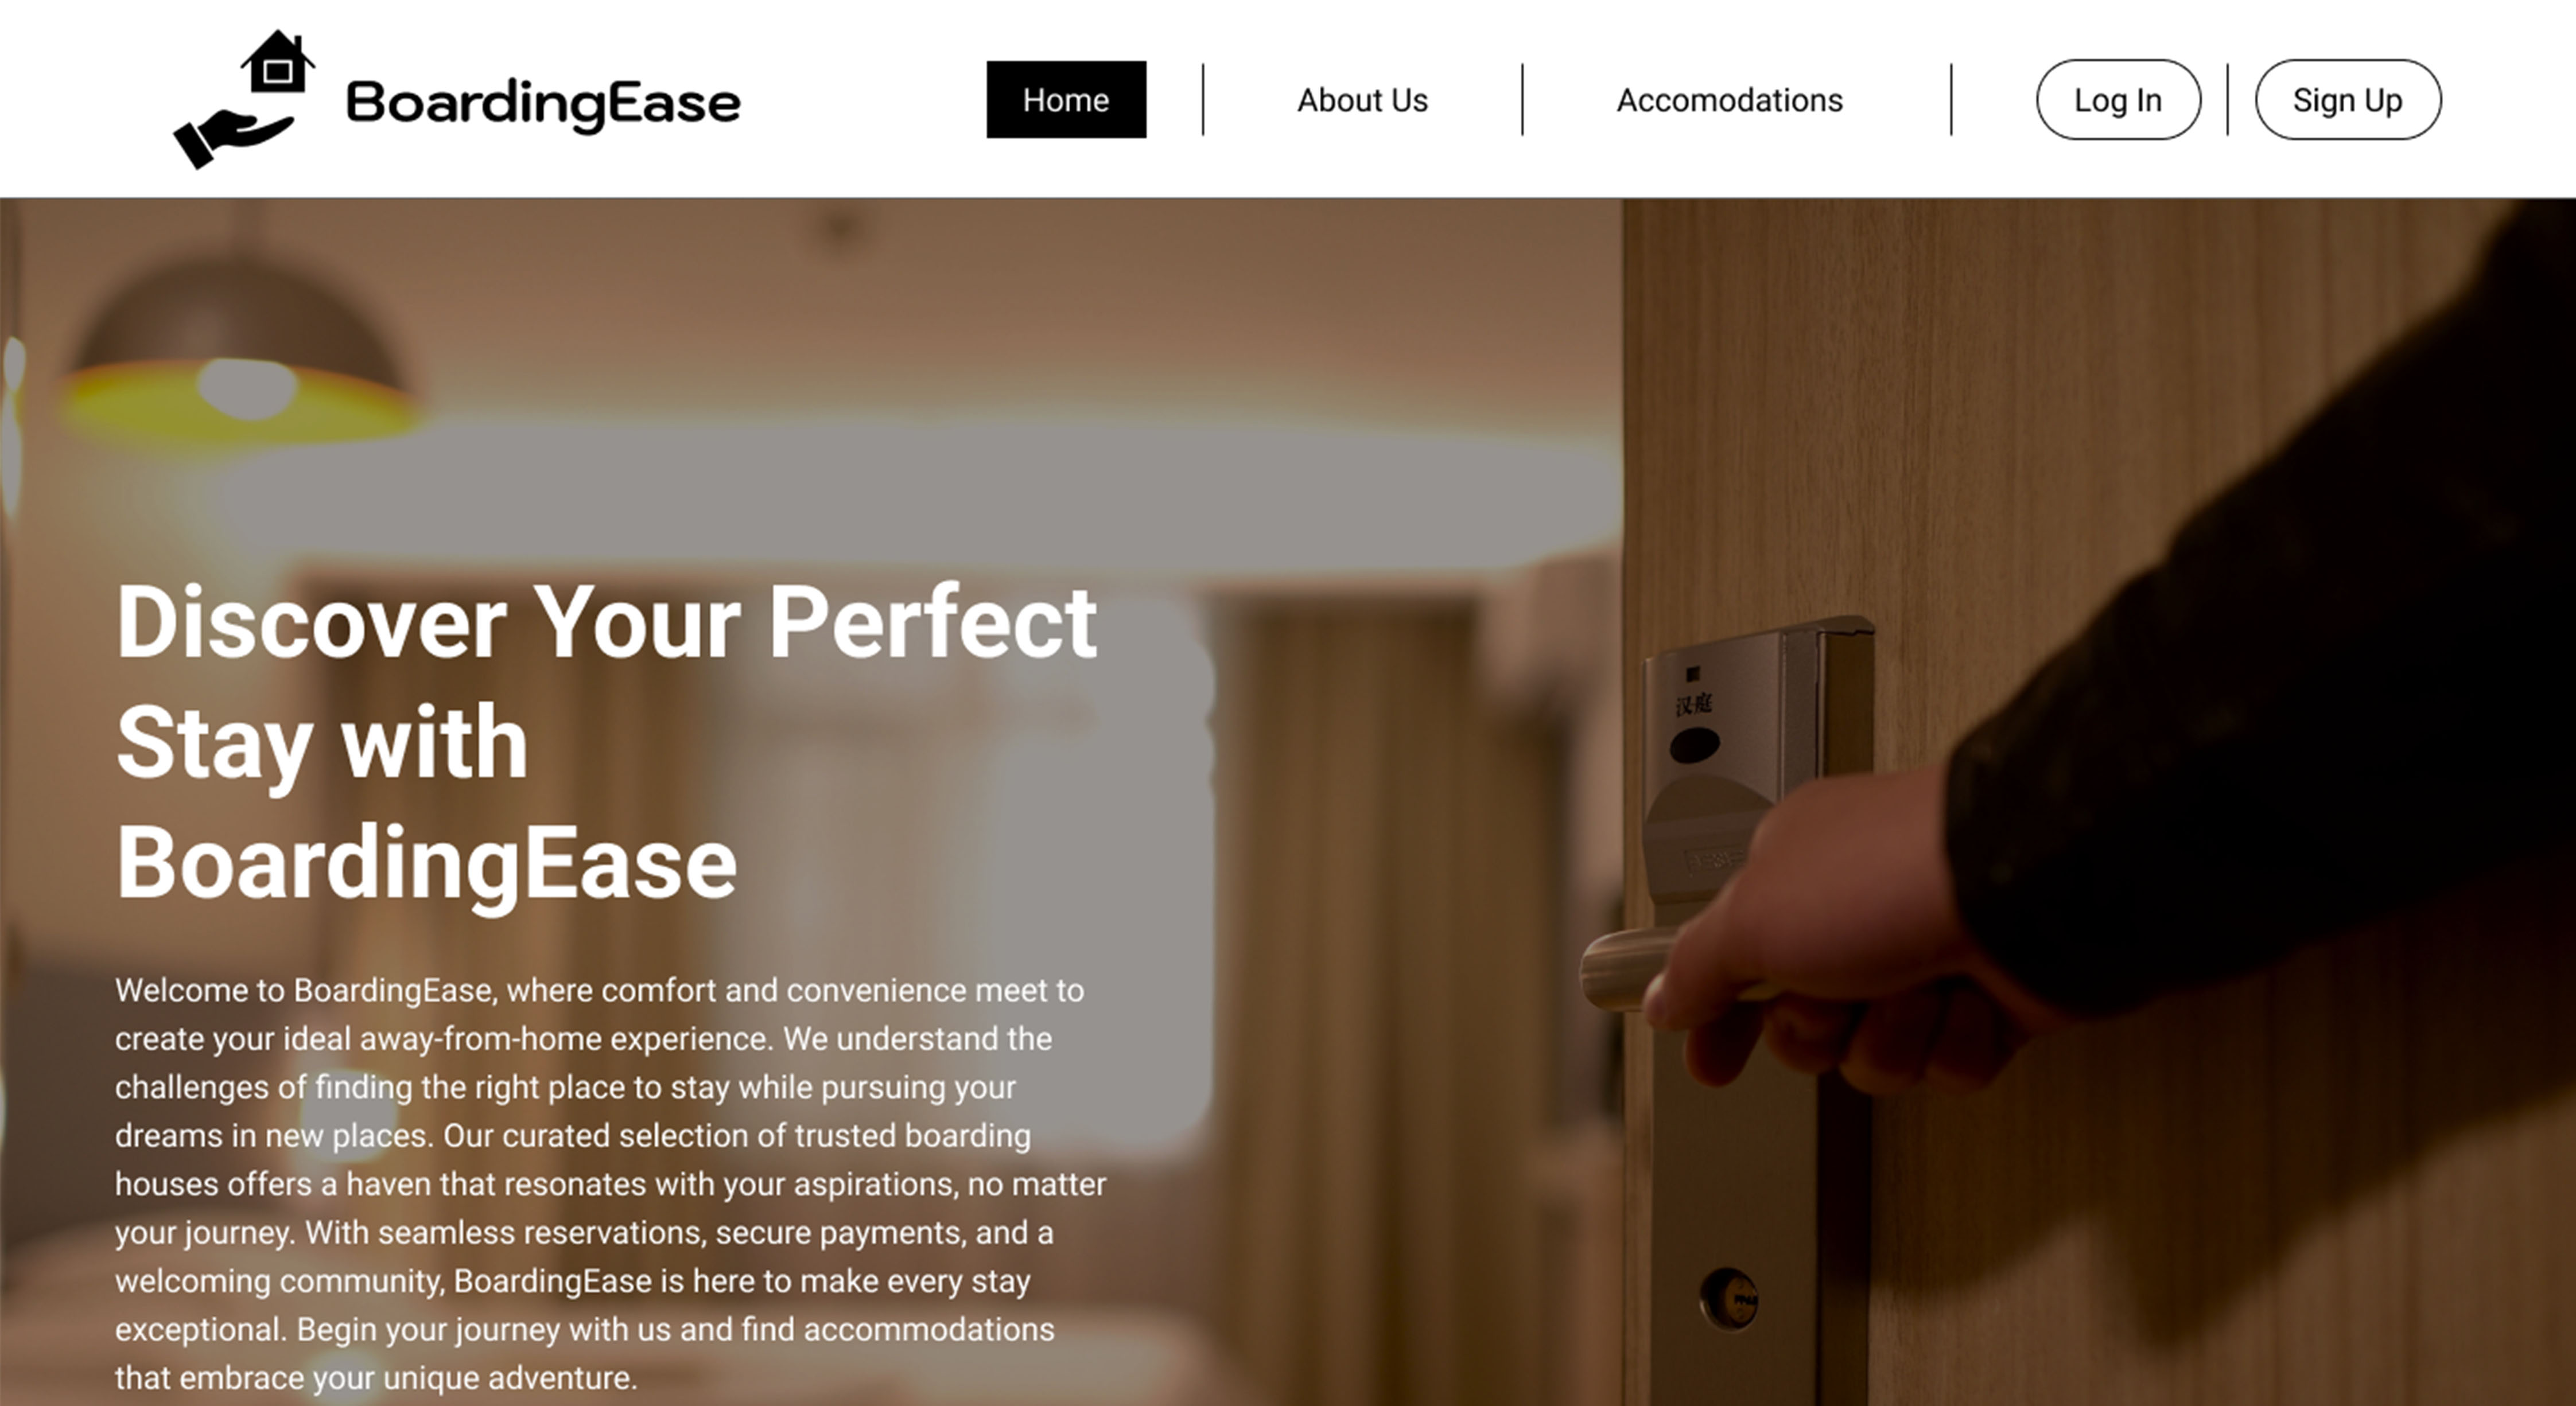 BoardingEase
Home
About Us
Accomodations
Log In
Sign Up
Discover Your Perfect
Stay with
BoardingEase
Welcome to BoardingEase, where comfort and convenience meet to
create your ideal away-from-home experience. We understand the
challenges of finding the right place to stay while pursuing your
dreams in new places. Our curated selection of trusted boarding
houses offers a haven that resonates with your aspirations, no matter
your journey. With seamless reservations, secure payments, and a
welcoming community, BoardingEase is here to make every stay
exceptional. Begin your journey with us and find accommodations
that embrace your unique adventure.
汉庭